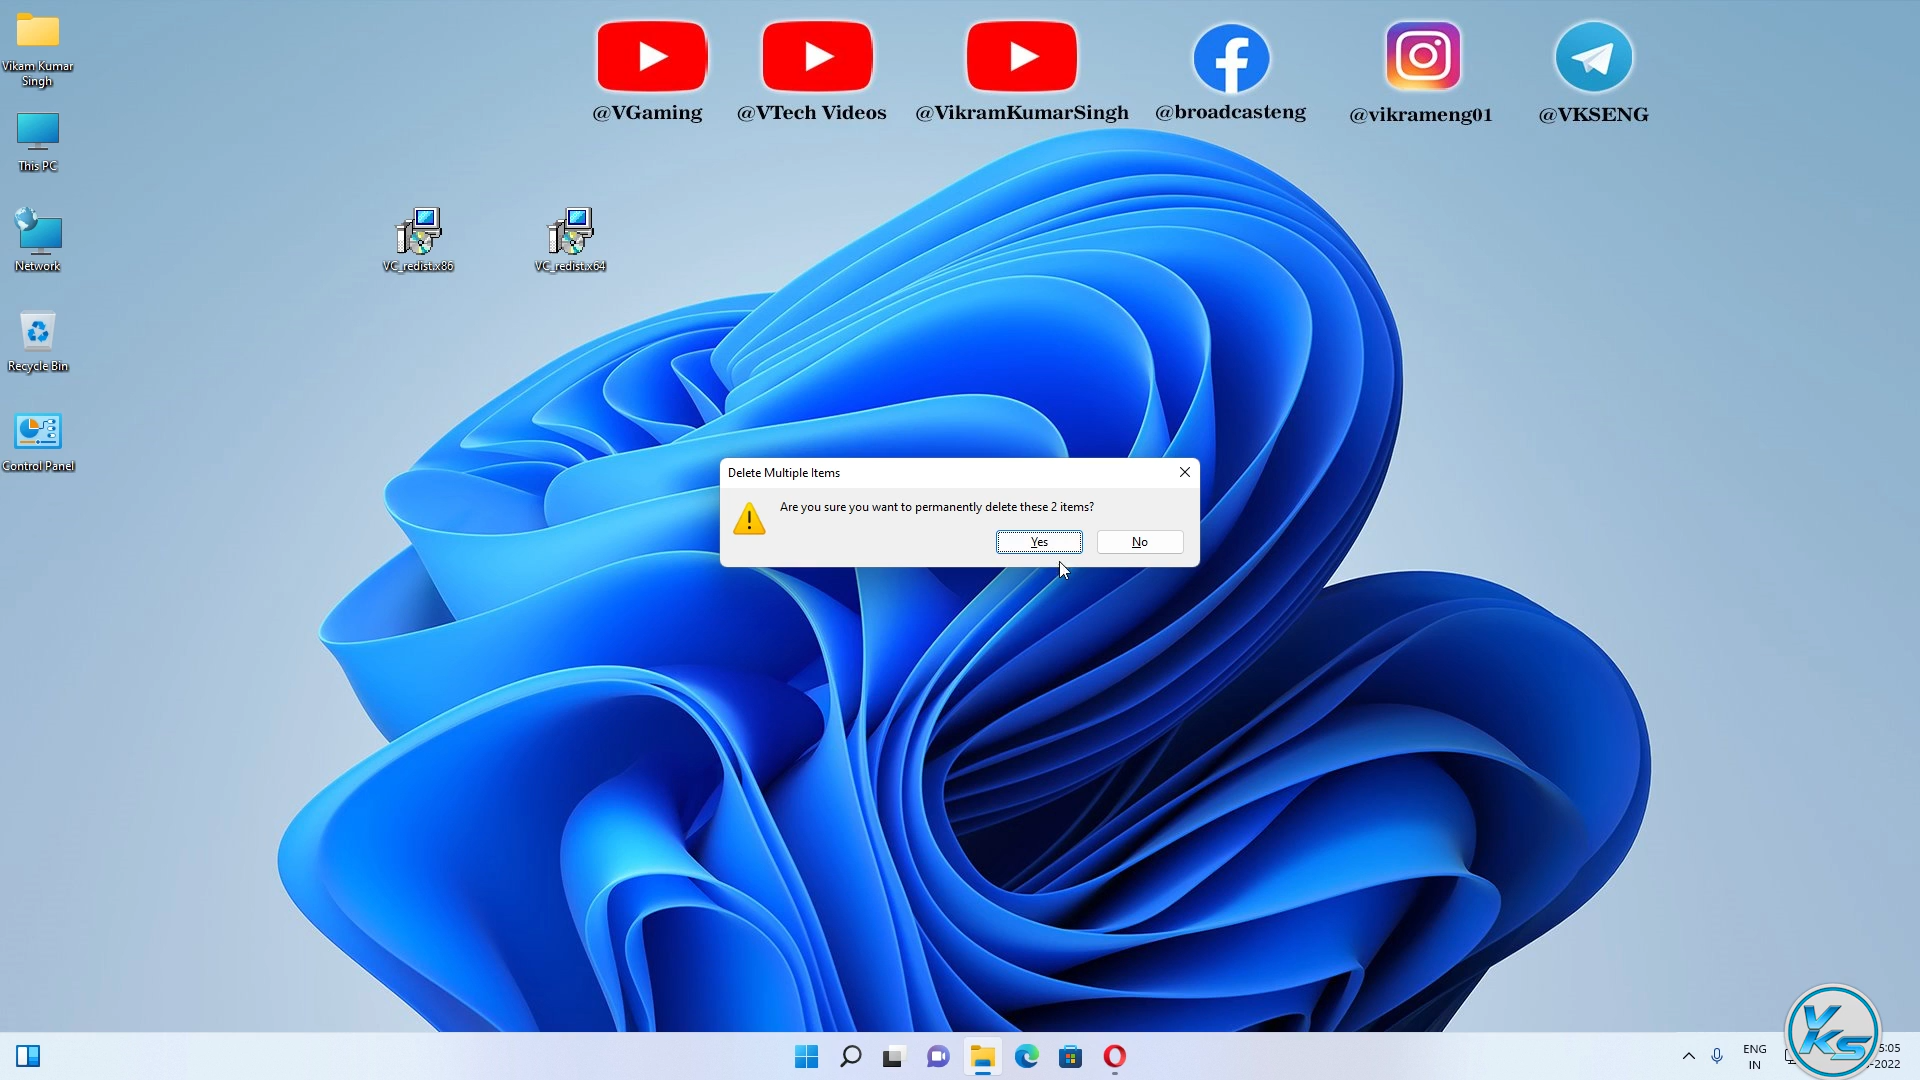 @VGaming
@VTech Videos
@VikramKumarSingh
@broadcasteng
@vikrameng01
@VKSENG
Vikam Kumar
Singh
This PC
Network
Recycle Bin
Control Panel
VC_redist.x86
VC_redist.x64
Delete Multiple Items
Are you sure you want to permanently delete these 2 items?
Yes
No
ENG
IN
VKS
5:05
-2022